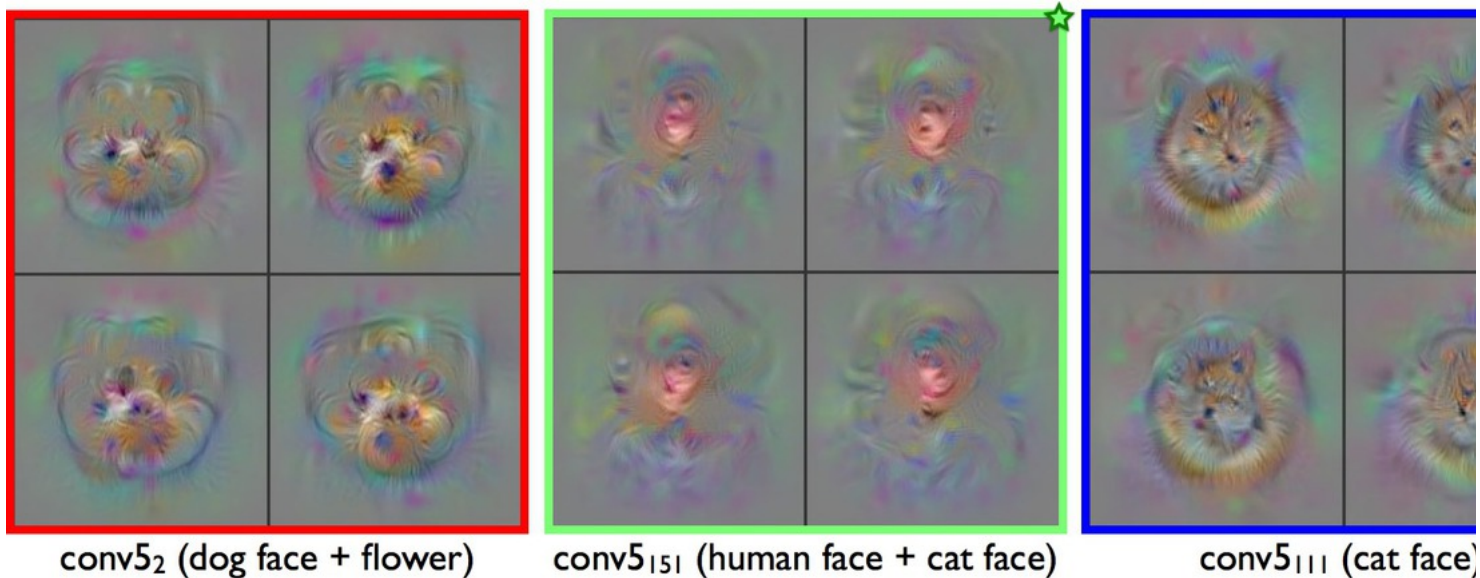 conv5₂ (dog face + flower)
conv5₁₅₁ (human face + cat face)
conv5₁₁₁ (cat face)